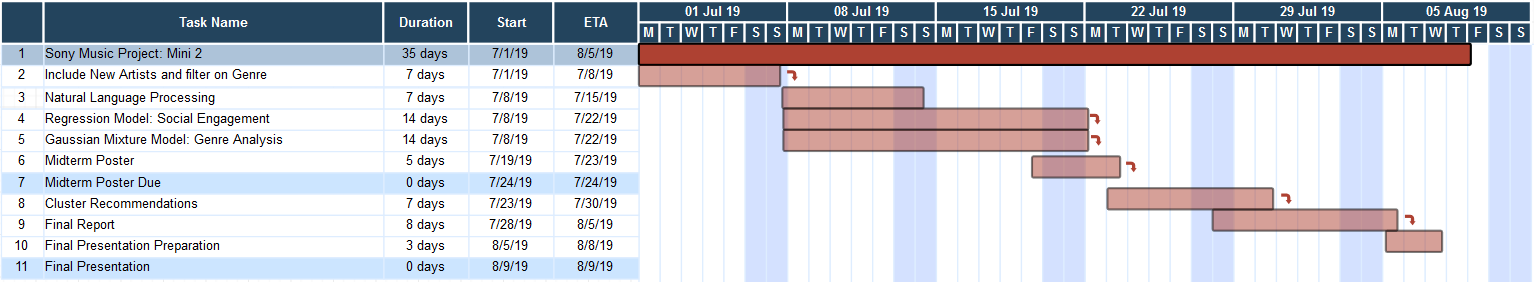 01 Jul 19 08 Jul 19 15 Jul 19 22 Jul 19 29 Jul 19 05 Aug 19
Task Name Duration Start ETA
M T W T F S S M T W T F S S M T W T F S S M T W T F S S M T W T F S S M T W T F S S
1 Sony Music Project: Mini 2 35 days 7/1/19 8/5/19
2 Include New Artists and filter on Genre 7 days 7/1/19 7/8/19
3 Natural Language Processing 7 days 7/8/19 7/15/19
4 Regression Model: Social Engagement 14 days 7/8/19 7/22/19
5 Gaussian Mixture Model: Genre Analysis 14 days 7/8/19 7/22/19
6 Midterm Poster 5 days 7/19/19 7/23/19
7 Midterm Poster Due 0 days 7/24/19 7/24/19
8 Cluster Recommendations 7 days 7/23/19 7/30/19
9 Final Report 8 days 7/28/19 8/5/19
10 Final Presentation Preparation 3 days 8/5/19 8/8/19
11 Final Presentation 0 days 8/9/19 8/9/19